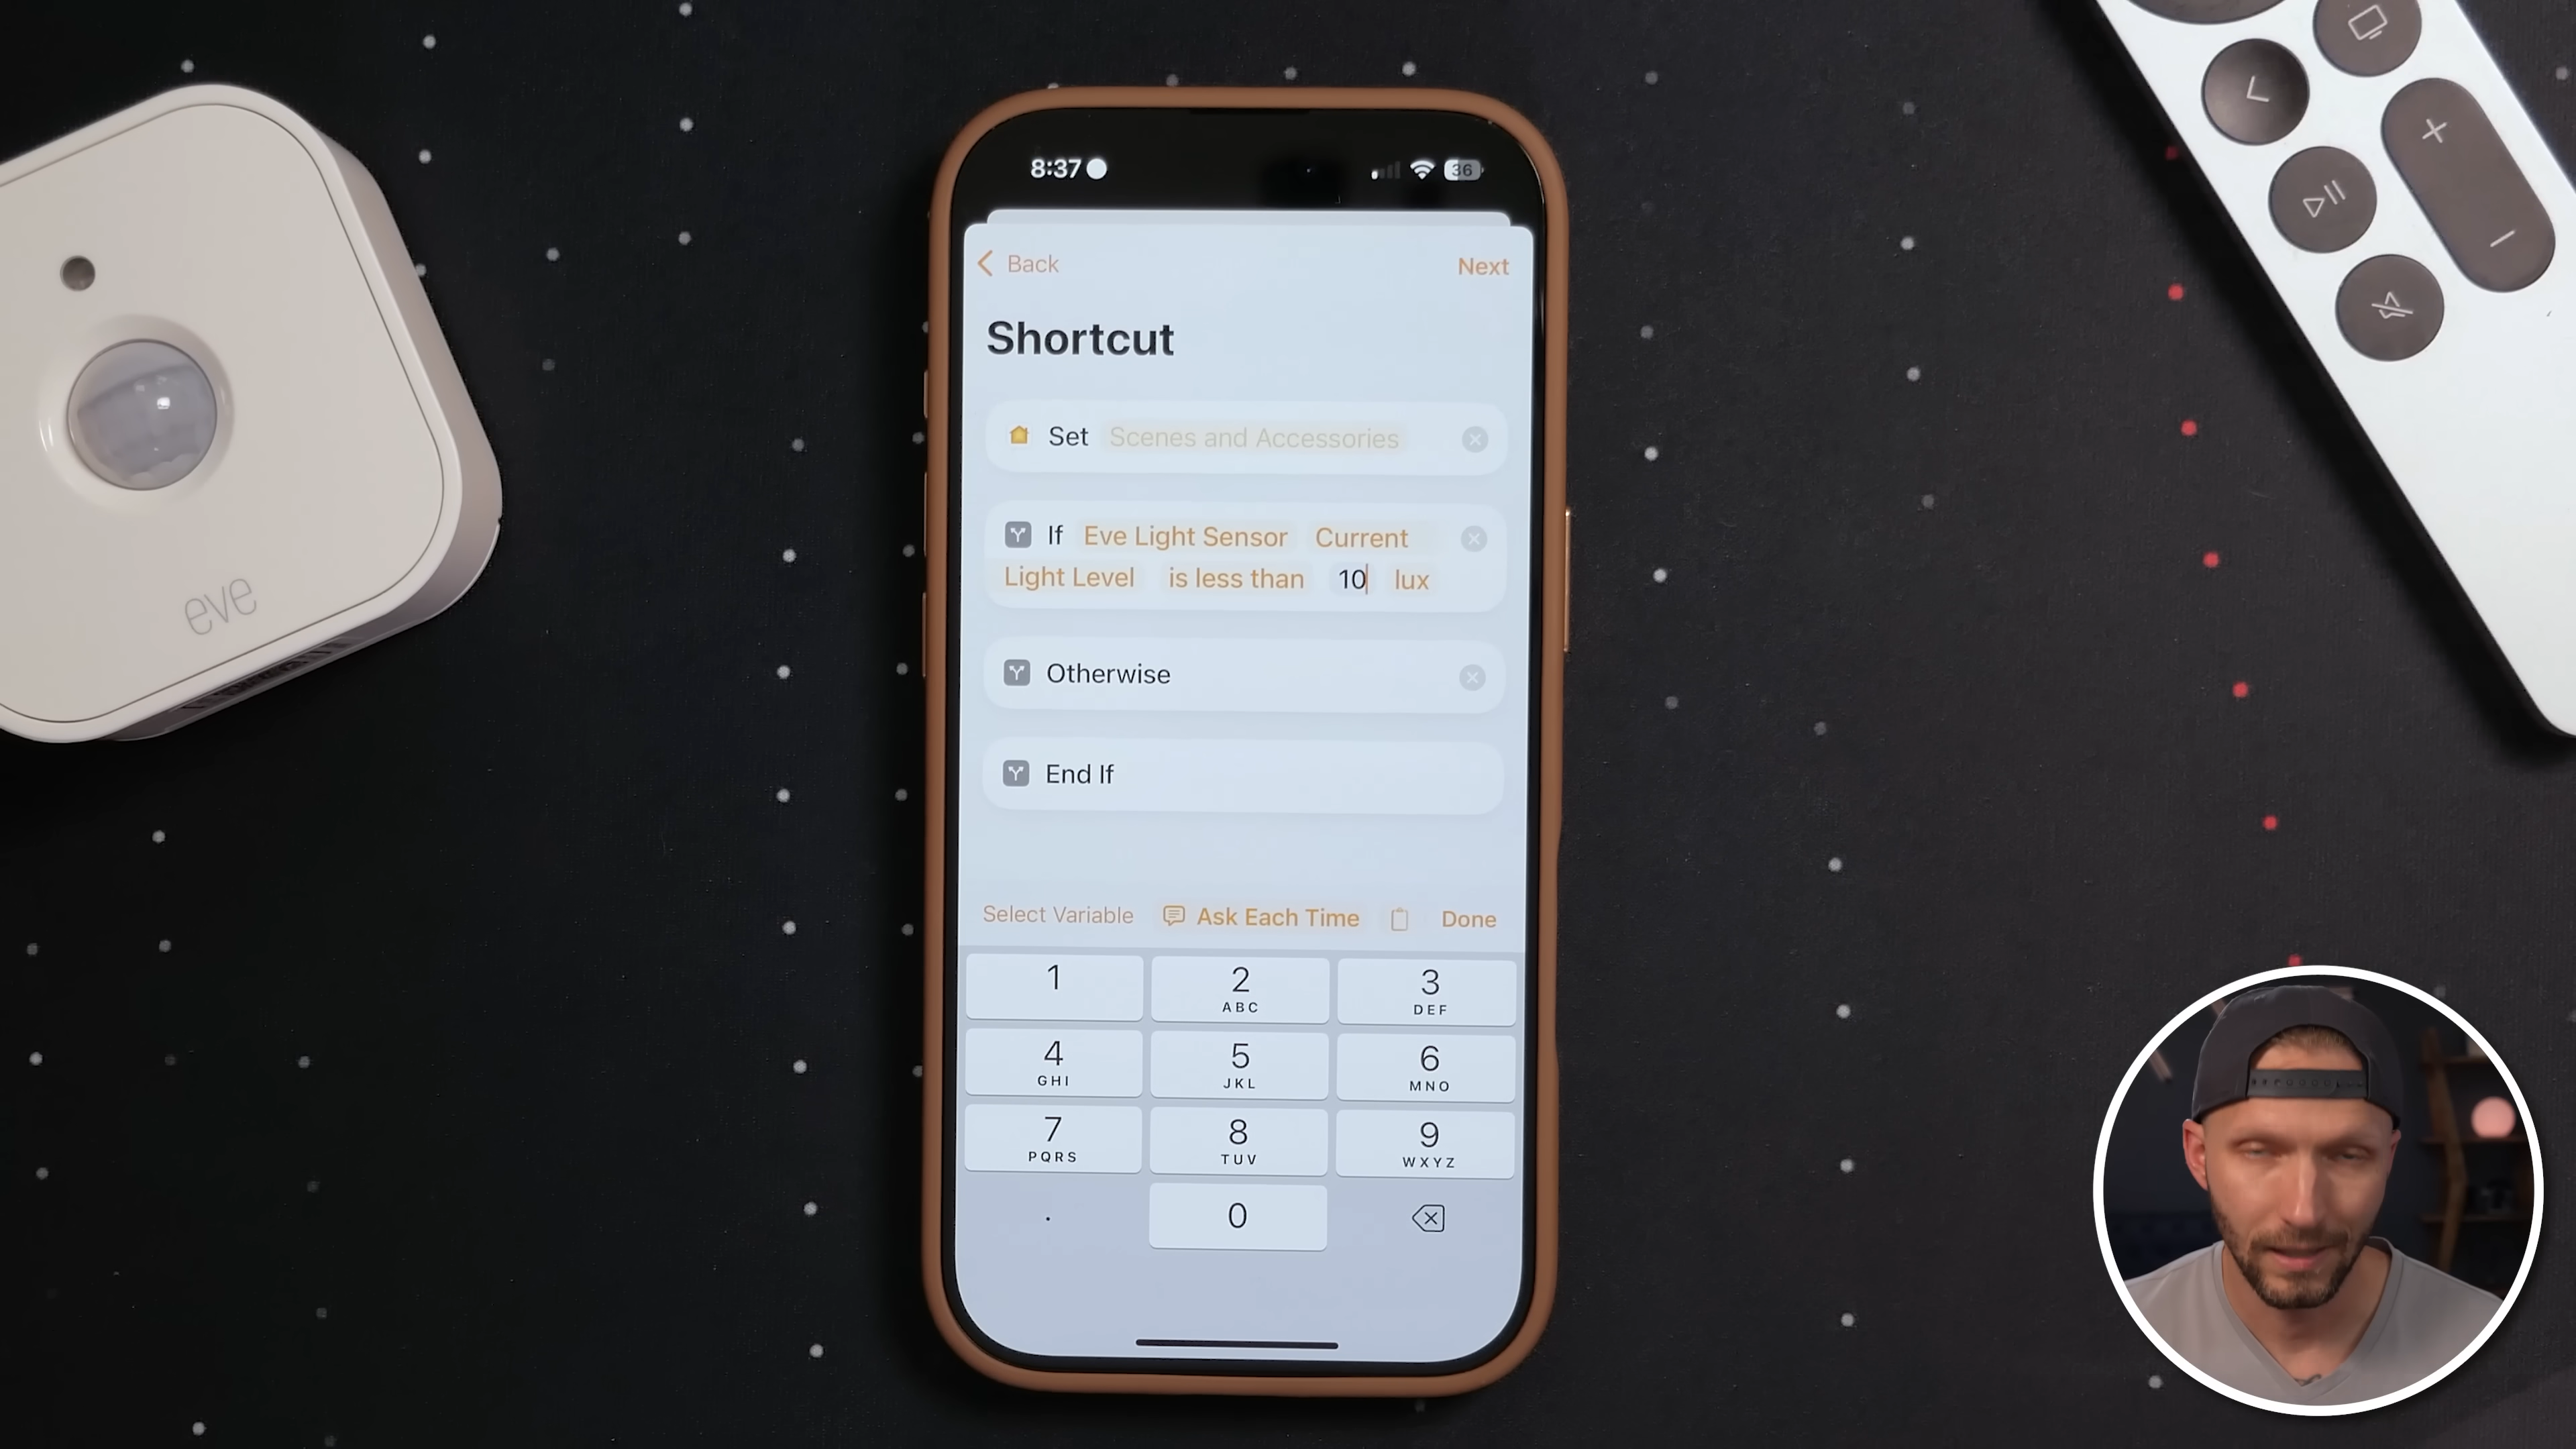 8:37
36
Back
Next
Shortcut
Set Scenes and Accessories
If Eve Light Sensor Current
Light Level is less than 10 lux
Otherwise
End If
Select Variable Ask Each Time Done
1
2
ABC
3
DEF
4
GHI
5
JKL
6
MNO
7
PQRS
8
TUV
9
WXYZ
.
0
eve